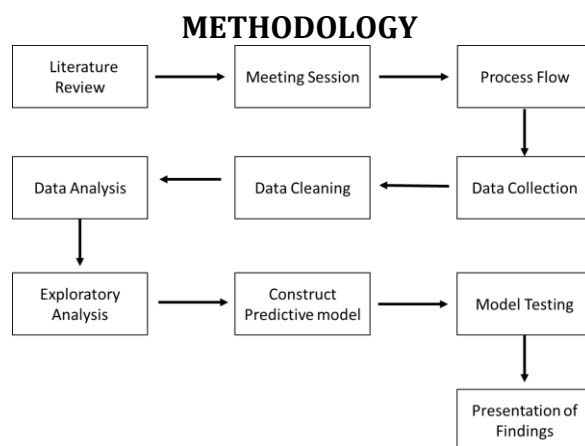 METHODOLOGY
Literature
Review
Meeting Session
Process Flow
Data Analysis
Data Cleaning
Data Collection
Exploratory
Analysis
Construct
Predictive model
Model Testing
Presentation of
Findings